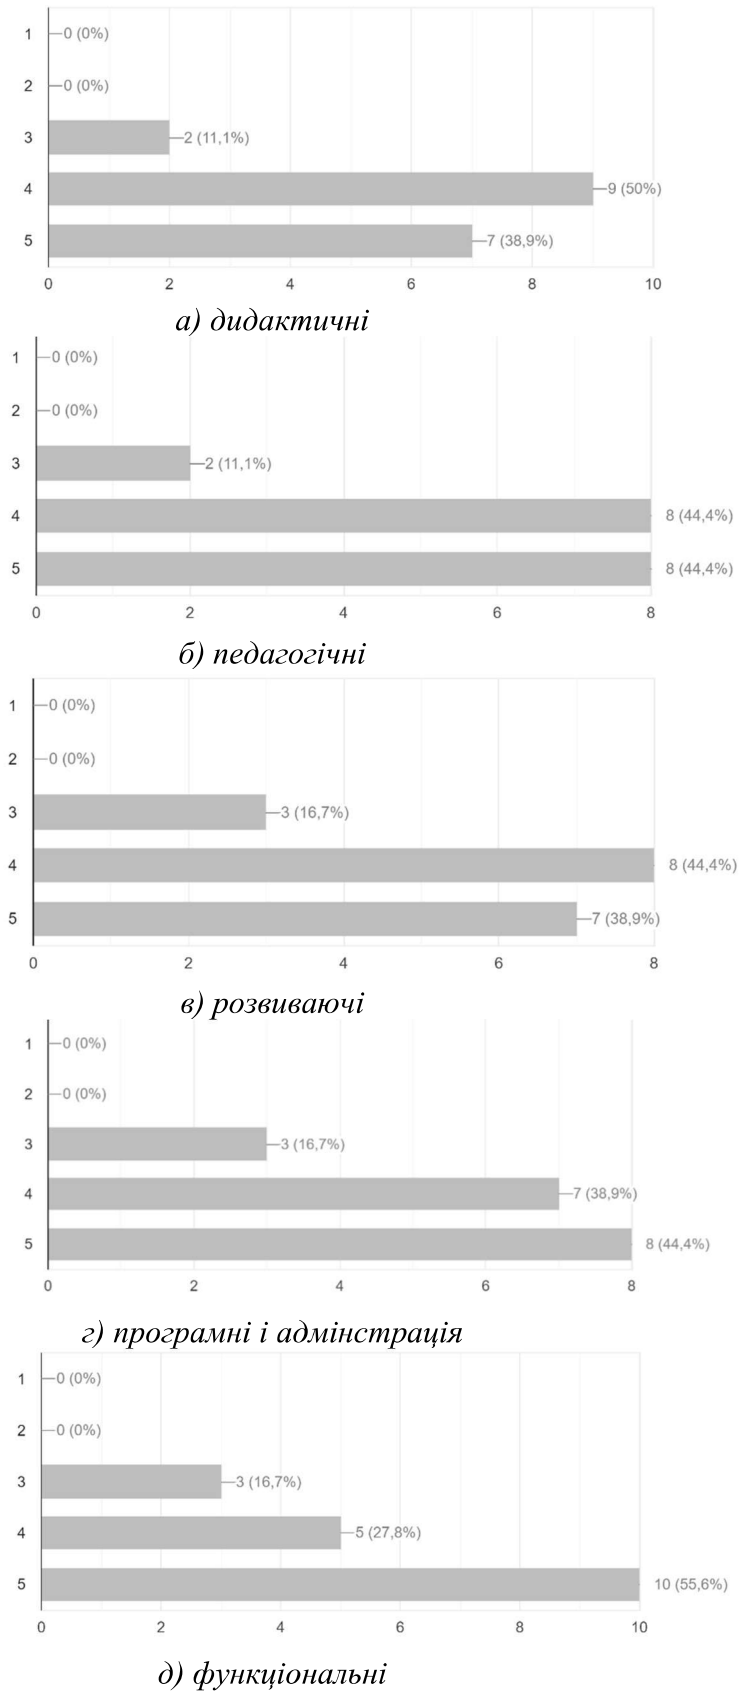 1 0 (0%)
2 0 (0%)
3 2 (11,1%)
4 9 (50%)
5 7 (38,9%)
0 2 4 6 8 10
а) дидактичні
1 0 (0%)
2 0 (0%)
3 2 (11,1%)
4 8 (44,4%)
5 8 (44,4%)
0 2 4 6 8
б) педагогічні
1 0 (0%)
2 0 (0%)
3 3 (16,7%)
4 8 (44,4%)
5 7 (38,9%)
0 2 4 6 8
в) розвиваючі
1 0 (0%)
2 0 (0%)
3 3 (16,7%)
4 7 (38,9%)
5 8 (44,4%)
0 2 4 6 8
г) програмні і адмінстрація
1 0 (0%)
2 0 (0%)
3 3 (16,7%)
4 5 (27,8%)
5 10 (55,6%)
0 2 4 6 8 10
д) функціональні